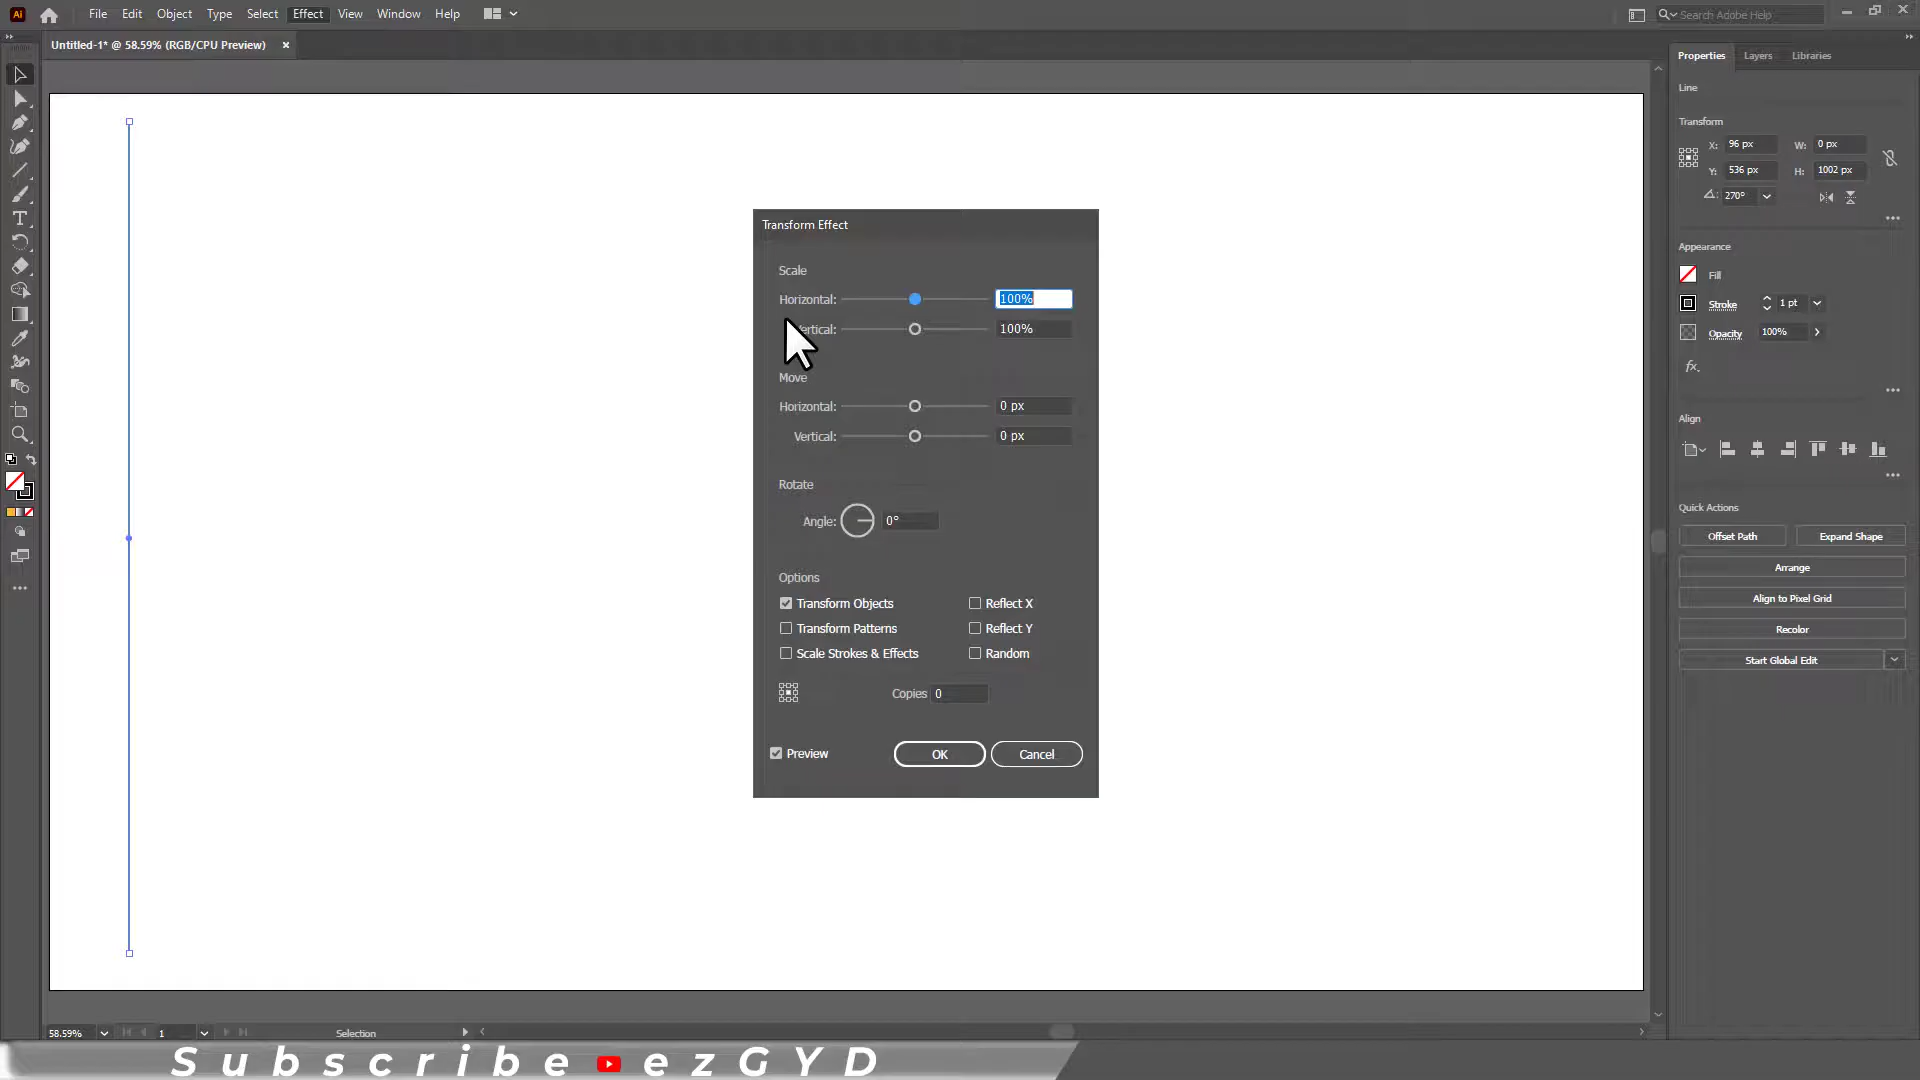 Ai File Edit Object Type Select Effect View Window Help Search Adobe Help
Untitled-1* @ 58.59% (RGB/CPU Preview) ×
Properties Layers Libraries
Line
Transform
X: 96 px W: 0 px
Y: 536 px H: 1002 px
270°
Appearance
Fill
Stroke 1 pt
Opacity 100%
fx.
Align
Quick Actions
Offset Path Expand Shape
Arrange
Align to Pixel Grid
Recolor
Start Global Edit
Transform Effect
Scale
Horizontal: 100%
ertical: 100%
Move
Horizontal: 0 px
Vertical: 0 px
Rotate
Angle: 0°
Options
Transform Objects Reflect X
Transform Patterns Reflect Y
Scale Strokes & Effects Random
Copies 0
Preview OK Cancel
58.59% 1 Selection
Subscribe ezGYD